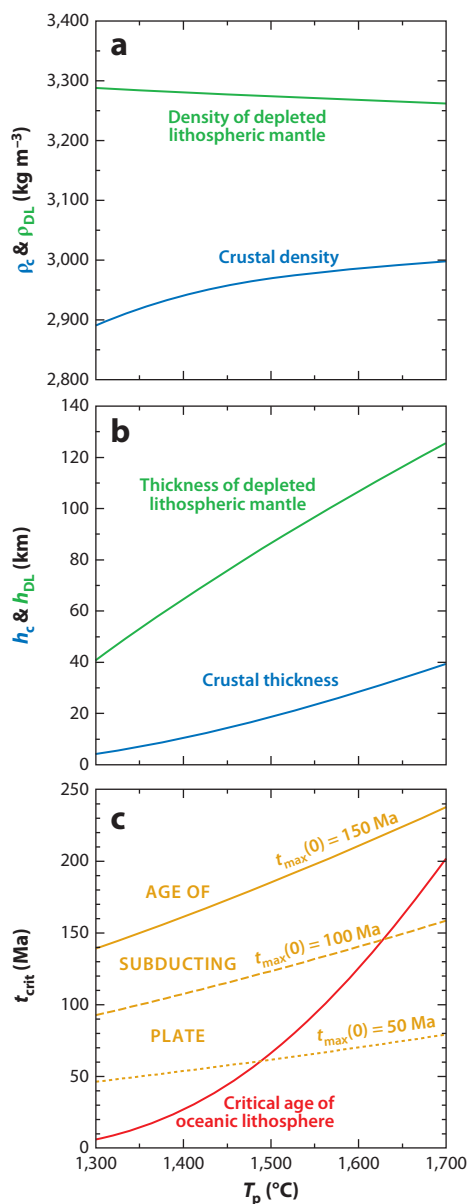 a
3,400
3,300
3,200
3,100
3,000
2,900
2,800
ρc & ρDL (kg m–3)
Density of depleted
lithospheric mantle
Crustal density
b
140
120
100
80
60
40
20
0
hc & hDL (km)
Thickness of depleted
lithospheric mantle
Crustal thickness
c
250
200
150
100
50
0
tcrit (Ma)
tmax(0) = 150 Ma
AGE OF
tmax(0) = 100 Ma
SUBDUCTING
tmax(0) = 50 Ma
PLATE
Critical age of
oceanic lithosphere
1,300 1,400 1,500 1,600 1,700
Tp (°C)